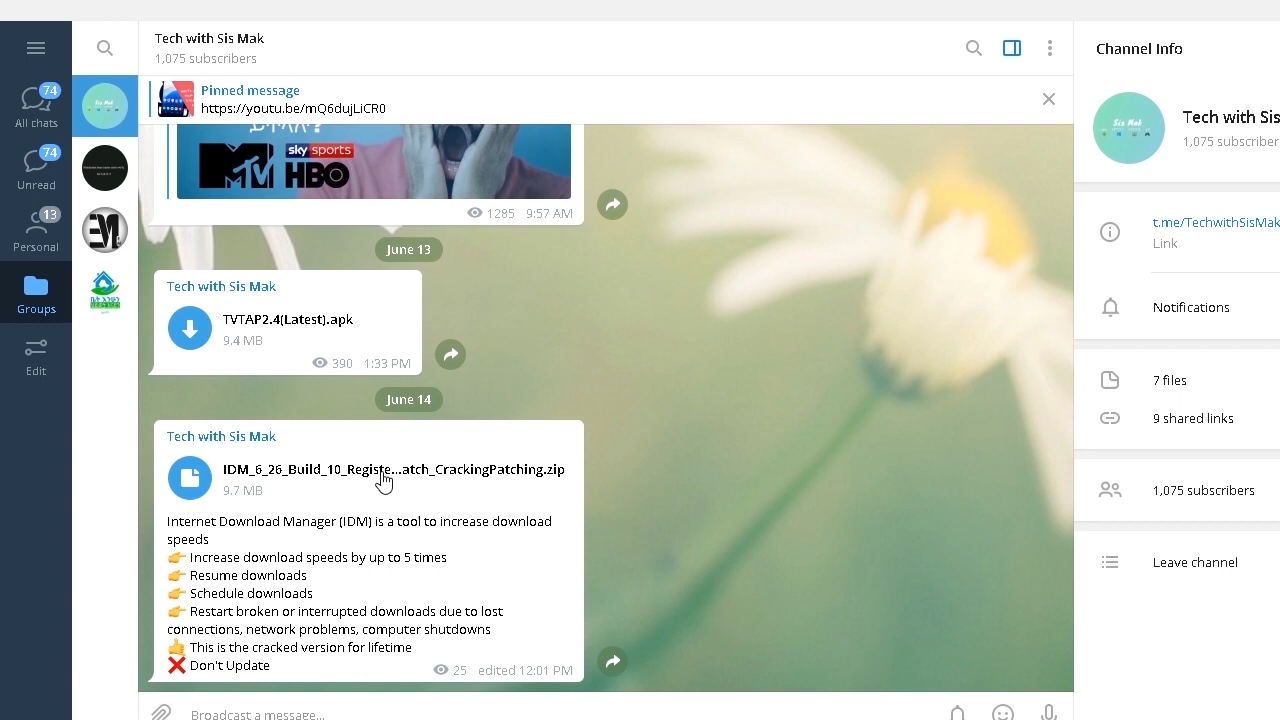 Tech with Sis Mak
1,075 subscribers
Channel Info
74
All chats
Pinned message
https://youtu.be/mQ6dujLiCR0
Sis Mak
Sis Mak
Tech with Sis
1,075 subscriber
74
Unread
MTV
sky sports
HBO
1285 9:57 AM
13
Personal
EM
t.me/TechwithSisMak
Link
June 13
Groups
Tech with Sis Mak
TVTAP2.4(Latest).apk
9.4 MB
390 1:33 PM
Notifications
Edit
7 files
June 14
9 shared links
Tech with Sis Mak
IDM_6_26_Build_10_Registe...atch_CrackingPatching.zip
9.7 MB
1,075 subscribers
Internet Download Manager (IDM) is a tool to increase download
speeds
👉 Increase download speeds by up to 5 times
👉 Resume downloads
👉 Schedule downloads
👉 Restart broken or interrupted downloads due to lost
connections, network problems, computer shutdowns
👍 This is the cracked version for lifetime
❌ Don't Update
25 edited 12:01 PM
Leave channel
Broadcast a message...